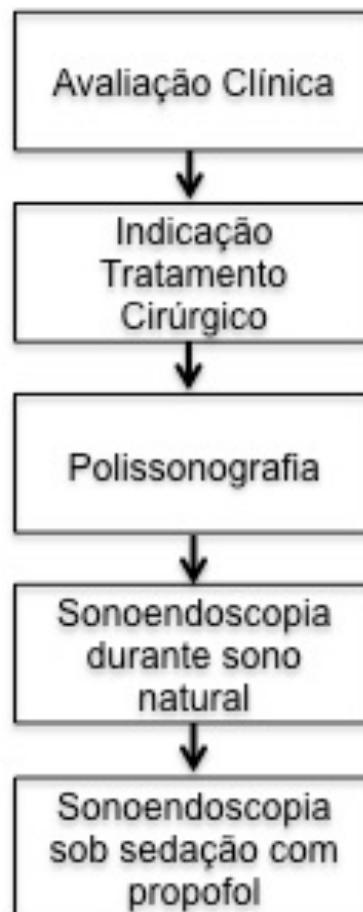 Avaliação Clínica
Indicação
Tratamento
Cirúrgico
Polissonografia
Sonoendoscopia
durante sono
natural
Sonoendoscopia
sob sedação com
propofol